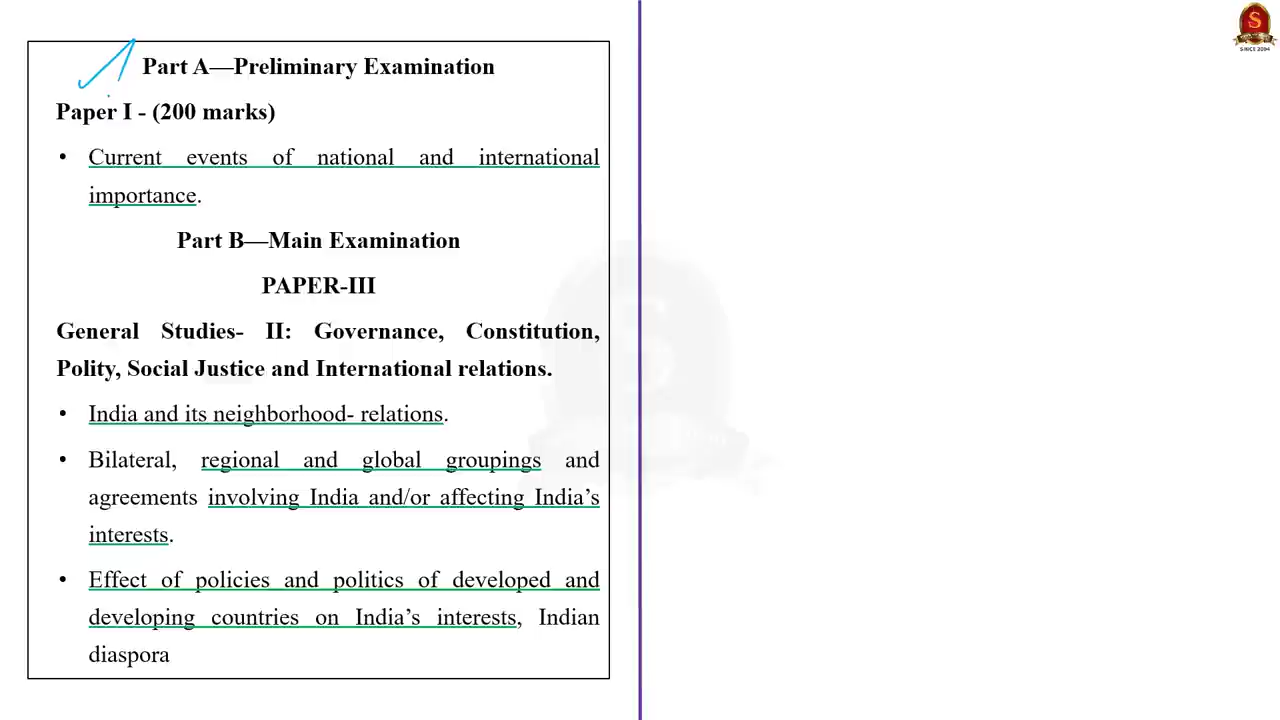 Part A—Preliminary Examination
Paper I - (200 marks)
• Current events of national and international
importance.
Part B—Main Examination
PAPER-III
General Studies- II: Governance, Constitution,
Polity, Social Justice and International relations.
• India and its neighborhood- relations.
• Bilateral, regional and global groupings and
agreements involving India and/or affecting India’s
interests.
• Effect of policies and politics of developed and
developing countries on India’s interests, Indian
diaspora
S
SINCE 2004